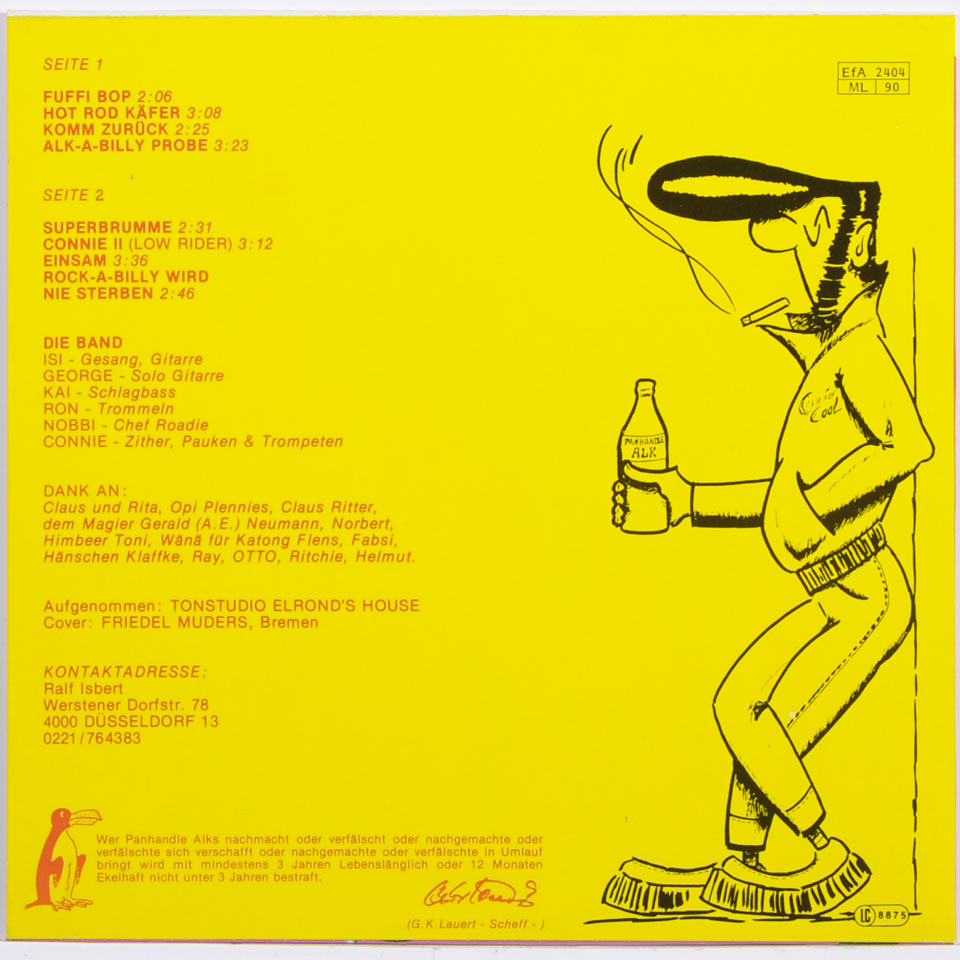 SEITE 1
FUFFI BOP 2:06
HOT ROD KÄFER 3:08
KOMM ZURÜCK 2:25
ALK-A-BILLY PROBE 3:23
SEITE 2
SUPERBRUMME 2:31
CONNIE II (LOW RIDER) 3:12
EINSAM 3:36
ROCK-A-BILLY WIRD
NIE STERBEN 2:46
DIE BAND
ISI - Gesang, Gitarre
GEORGE - Solo Gitarre
KAI - Schlagbass
RON - Trommeln
NOBBI - Chef Roadie
CONNIE - Zither, Pauken & Trompeten
DANK AN:
Claus und Rita, Opi Plennies, Claus Ritter,
dem Magier Gerald (A.E.) Neumann, Norbert,
Himbeer Toni, Wänä für Katong Flens, Fabsi,
Hänschen Klaffke, Ray, OTTO, Ritchie, Helmut.
Aufgenommen: TONSTUDIO ELROND'S HOUSE
Cover: FRIEDEL MUDERS, Bremen
KONTAKTADRESSE:
Ralf Isbert
Werstener Dorfstr. 78
4000 DÜSSELDORF 13
0221/764383
Wer Panhandle Alks nachmacht oder verfälscht oder nachgemachte oder
verfälschte sich verschafft oder nachgemachte oder verfälschte in Umlauf
bringt wird mit mindestens 3 Jahren Lebenslänglich oder 12 Monaten
Ekelhaft nicht unter 3 Jahren bestraft.
(G.K. Lauert - Scheff - )
EfA 2404
ML 90
Cool
PANHANDLE
ALK
LC 8875